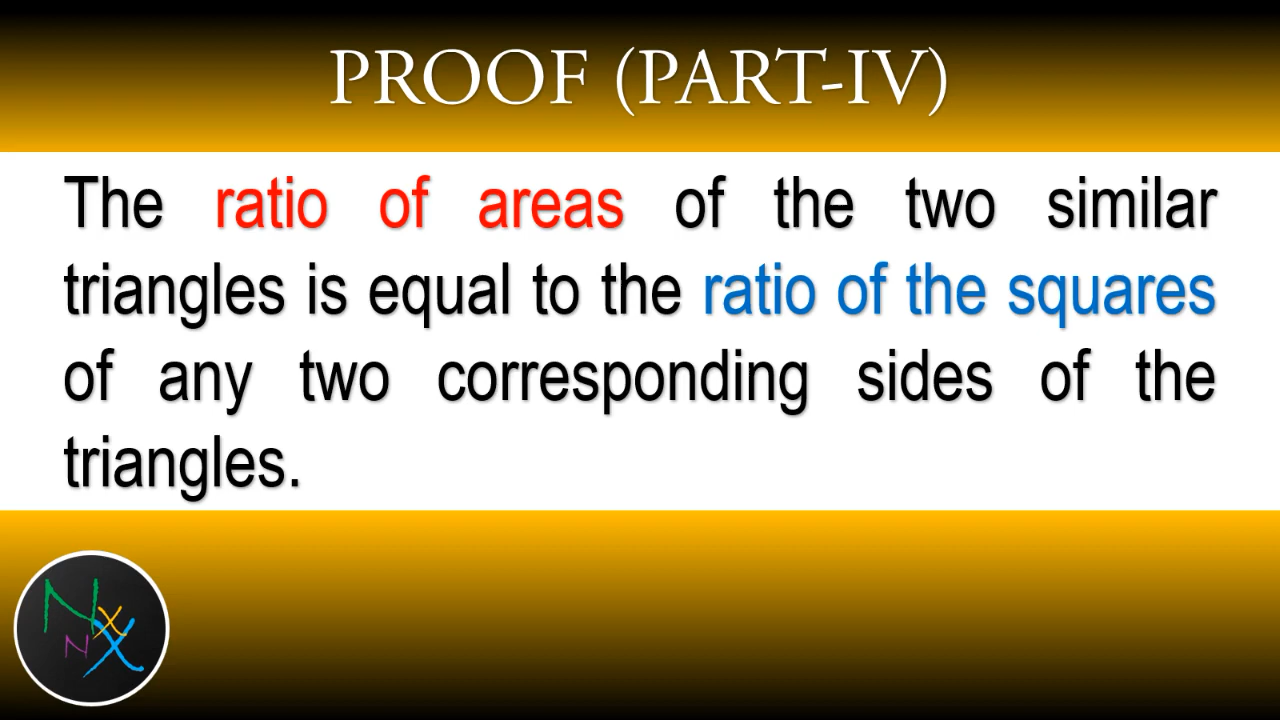 PROOF (PART-IV)
The ratio of areas of the two similar
triangles is equal to the ratio of the squares
of any two corresponding sides of the
triangles.
N X
N X